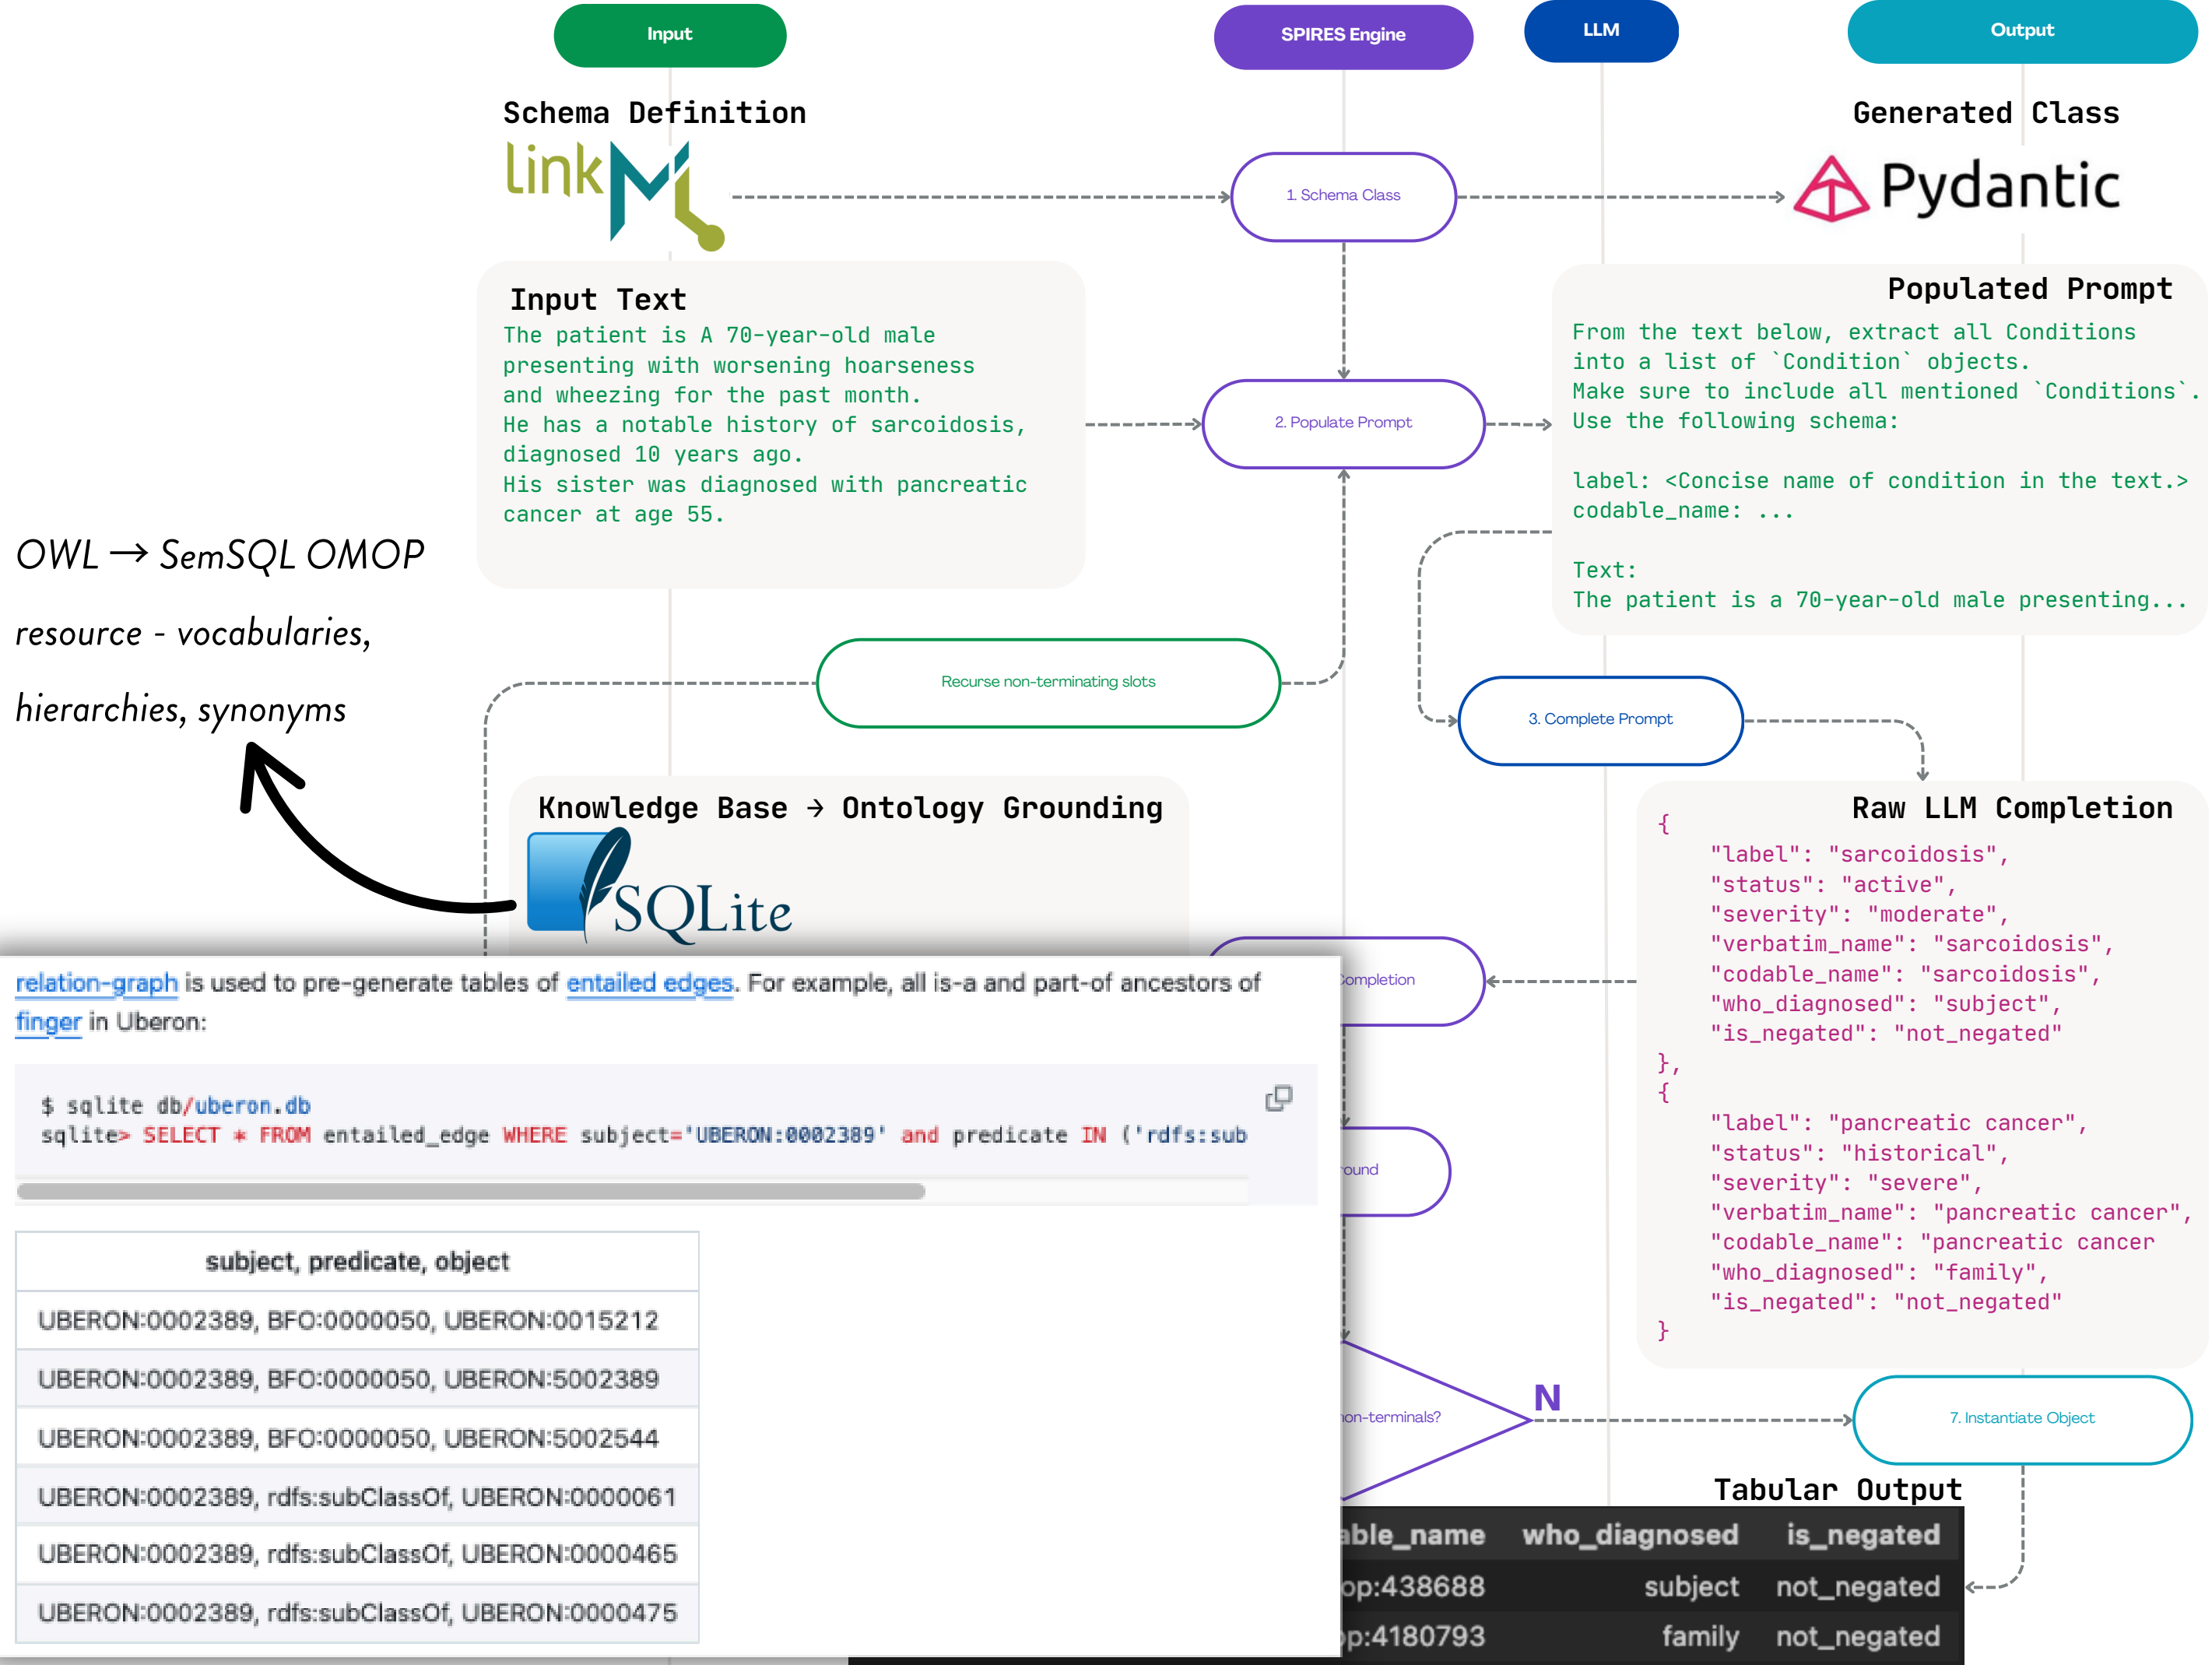 Input
SPIRES Engine
LLM
Output
Schema Definition
linkM
1. Schema Class
Generated Class
Pydantic
Input Text
The patient is A 70-year-old male
presenting with worsening hoarseness
and wheezing for the past month.
He has a notable history of sarcoidosis,
diagnosed 10 years ago.
His sister was diagnosed with pancreatic
cancer at age 55.
2. Populate Prompt
Populated Prompt
From the text below, extract all Conditions
into a list of `Condition` objects.
Make sure to include all mentioned `Conditions`.
Use the following schema:
label: <Concise name of condition in the text.>
codable_name: ...
Text:
The patient is a 70-year-old male presenting...
OWL → SemSQL OMOP
resource - vocabularies,
hierarchies, synonyms
Recurse non-terminating slots
3. Complete Prompt
Knowledge Base → Ontology Grounding
SQLite
Raw LLM Completion
{
"label": "sarcoidosis",
"status": "active",
"severity": "moderate",
"verbatim_name": "sarcoidosis",
"codable_name": "sarcoidosis",
"who_diagnosed": "subject",
"is_negated": "not_negated"
},
{
"label": "pancreatic cancer",
"status": "historical",
"severity": "severe",
"verbatim_name": "pancreatic cancer",
"codable_name": "pancreatic cancer
"who_diagnosed": "family",
"is_negated": "not_negated"
}
ompletion
ound
on-terminals?
N
7. Instantiate Object
relation-graph is used to pre-generate tables of entailed edges. For example, all is-a and part-of ancestors of
finger in Uberon:
$ sqlite db/uberon.db
sqlite> SELECT * FROM entailed_edge WHERE subject='UBERON:0002389' and predicate IN ('rdfs:sub
subject, predicate, object
UBERON:0002389, BFO:0000050, UBERON:0015212
UBERON:0002389, BFO:0000050, UBERON:5002389
UBERON:0002389, BFO:0000050, UBERON:5002544
UBERON:0002389, rdfs:subClassOf, UBERON:0000061
UBERON:0002389, rdfs:subClassOf, UBERON:0000465
UBERON:0002389, rdfs:subClassOf, UBERON:0000475
Tabular Output
able_name who_diagnosed is_negated
op:438688 subject not_negated
op:4180793 family not_negated